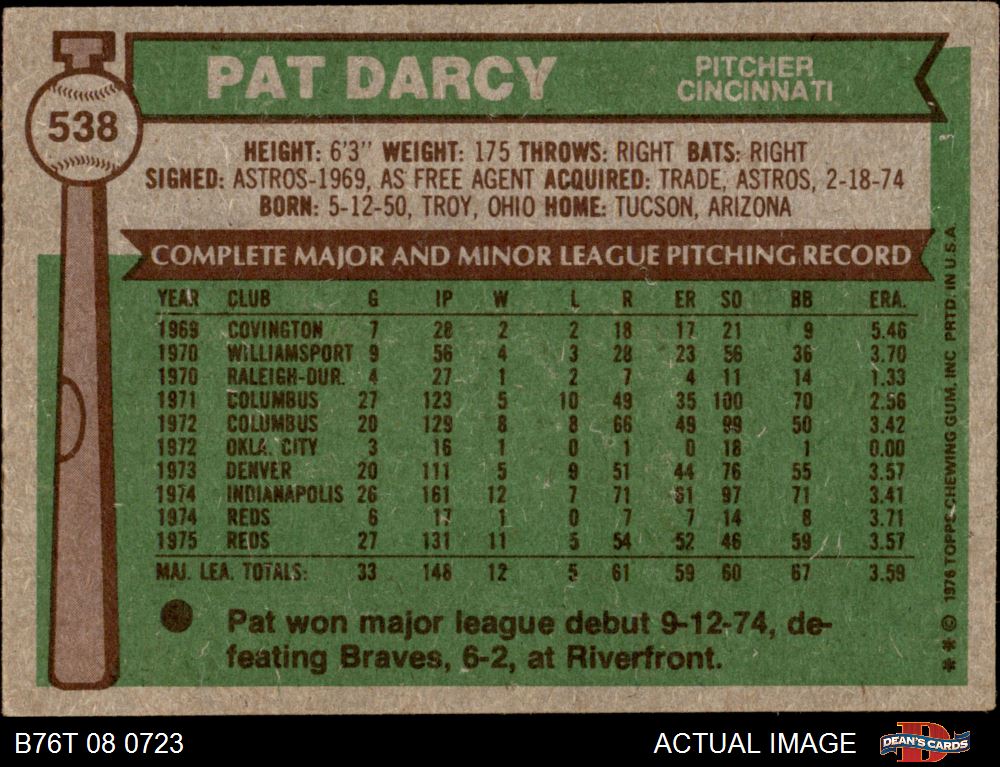 PAT DARCY
PITCHER
CINCINNATI
538
HEIGHT: 6'3" WEIGHT: 175 THROWS: RIGHT BATS: RIGHT
SIGNED: ASTROS-1969, AS FREE AGENT ACQUIRED: TRADE, ASTROS, 2-18-74
BORN: 5-12-50, TROY, OHIO HOME: TUCSON, ARIZONA
COMPLETE MAJOR AND MINOR LEAGUE PITCHING RECORD
YEAR CLUB G IP W L R ER SO BB ERA.
1969 COVINGTON 7 28 2 2 18 17 21 9 5.46
1970 WILLIAMSPORT 9 56 4 3 28 23 56 36 3.70
1970 RALEIGH-DUR. 4 27 1 2 7 4 11 14 1.33
1971 COLUMBUS 27 123 5 10 49 35 100 70 2.56
1972 COLUMBUS 20 129 8 8 66 49 99 50 3.42
1972 OKLA. CITY 3 16 1 0 1 0 18 1 0.00
1973 DENVER 20 111 5 9 51 44 76 55 3.57
1974 INDIANAPOLIS 26 161 12 7 71 61 97 71 3.41
1974 REDS 6 17 1 0 7 7 14 8 3.71
1975 REDS 27 131 11 5 54 52 46 59 3.57
MAJ. LEA. TOTALS: 33 148 12 5 61 59 60 67 3.59
Pat won major league debut 9-12-74, de-
feating Braves, 6-2, at Riverfront.
** © 1976 TOPPS CHEWING GUM, INC PRTD. IN U.S.A.
B76T 08 0723
ACTUAL IMAGE
DEAN'S CARDS